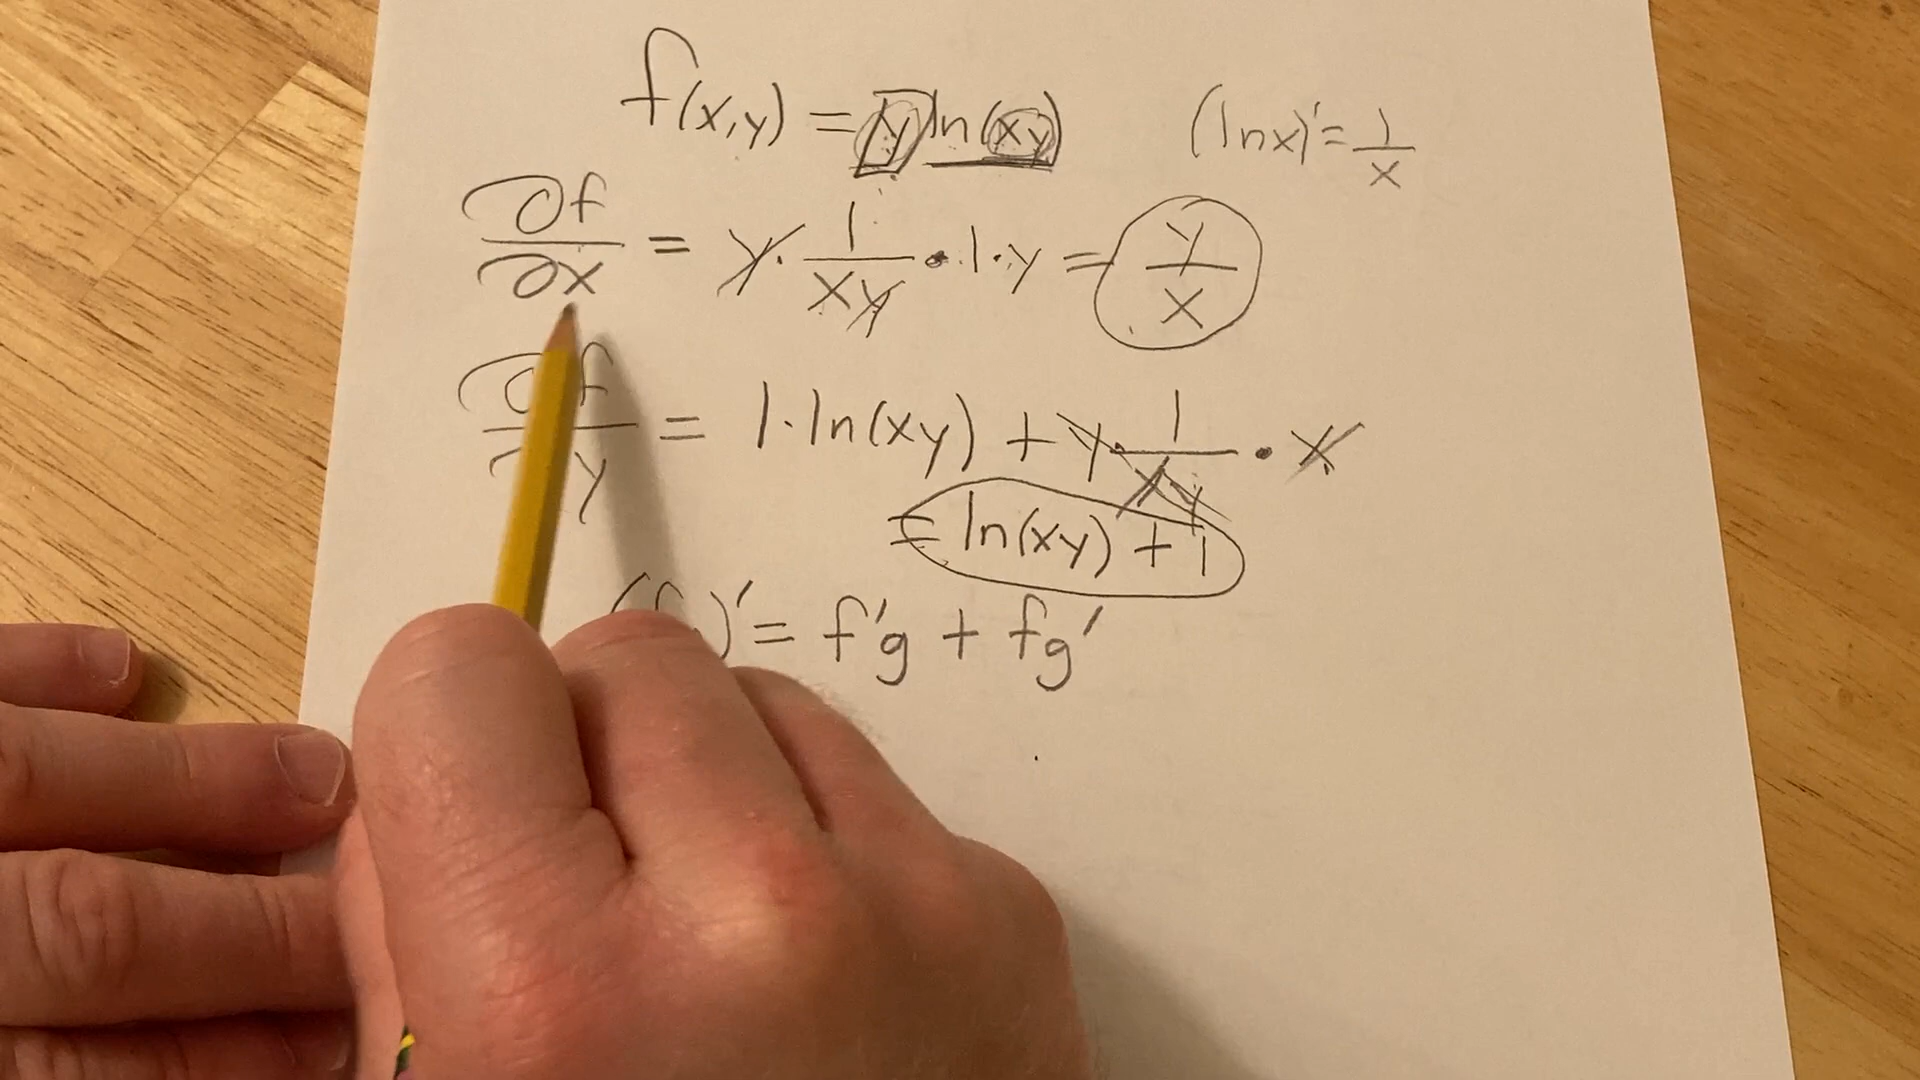 f(x,y) = y ln(xy) (ln x)' = 1/x
∂f/∂x = y · 1/xy · 1 · y = y/x
∂f/∂y = 1 · ln(xy) + y · 1/xy · x
= ln(xy) + 1
(f )' = f'g + fg'